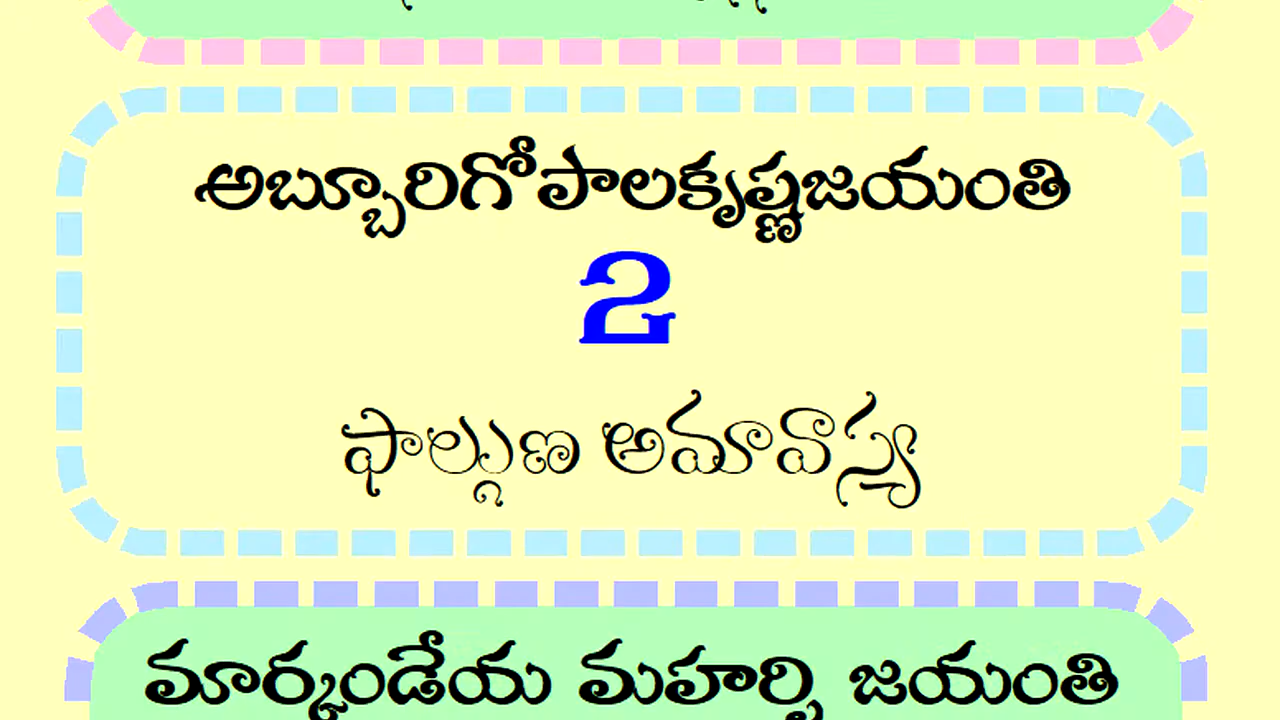 అబ్బూరిగోపాలకృష్ణజయంతి
2
ఫాల్గుణ అమావాస్య
మార్కండేయ మహర్షి జయంతి